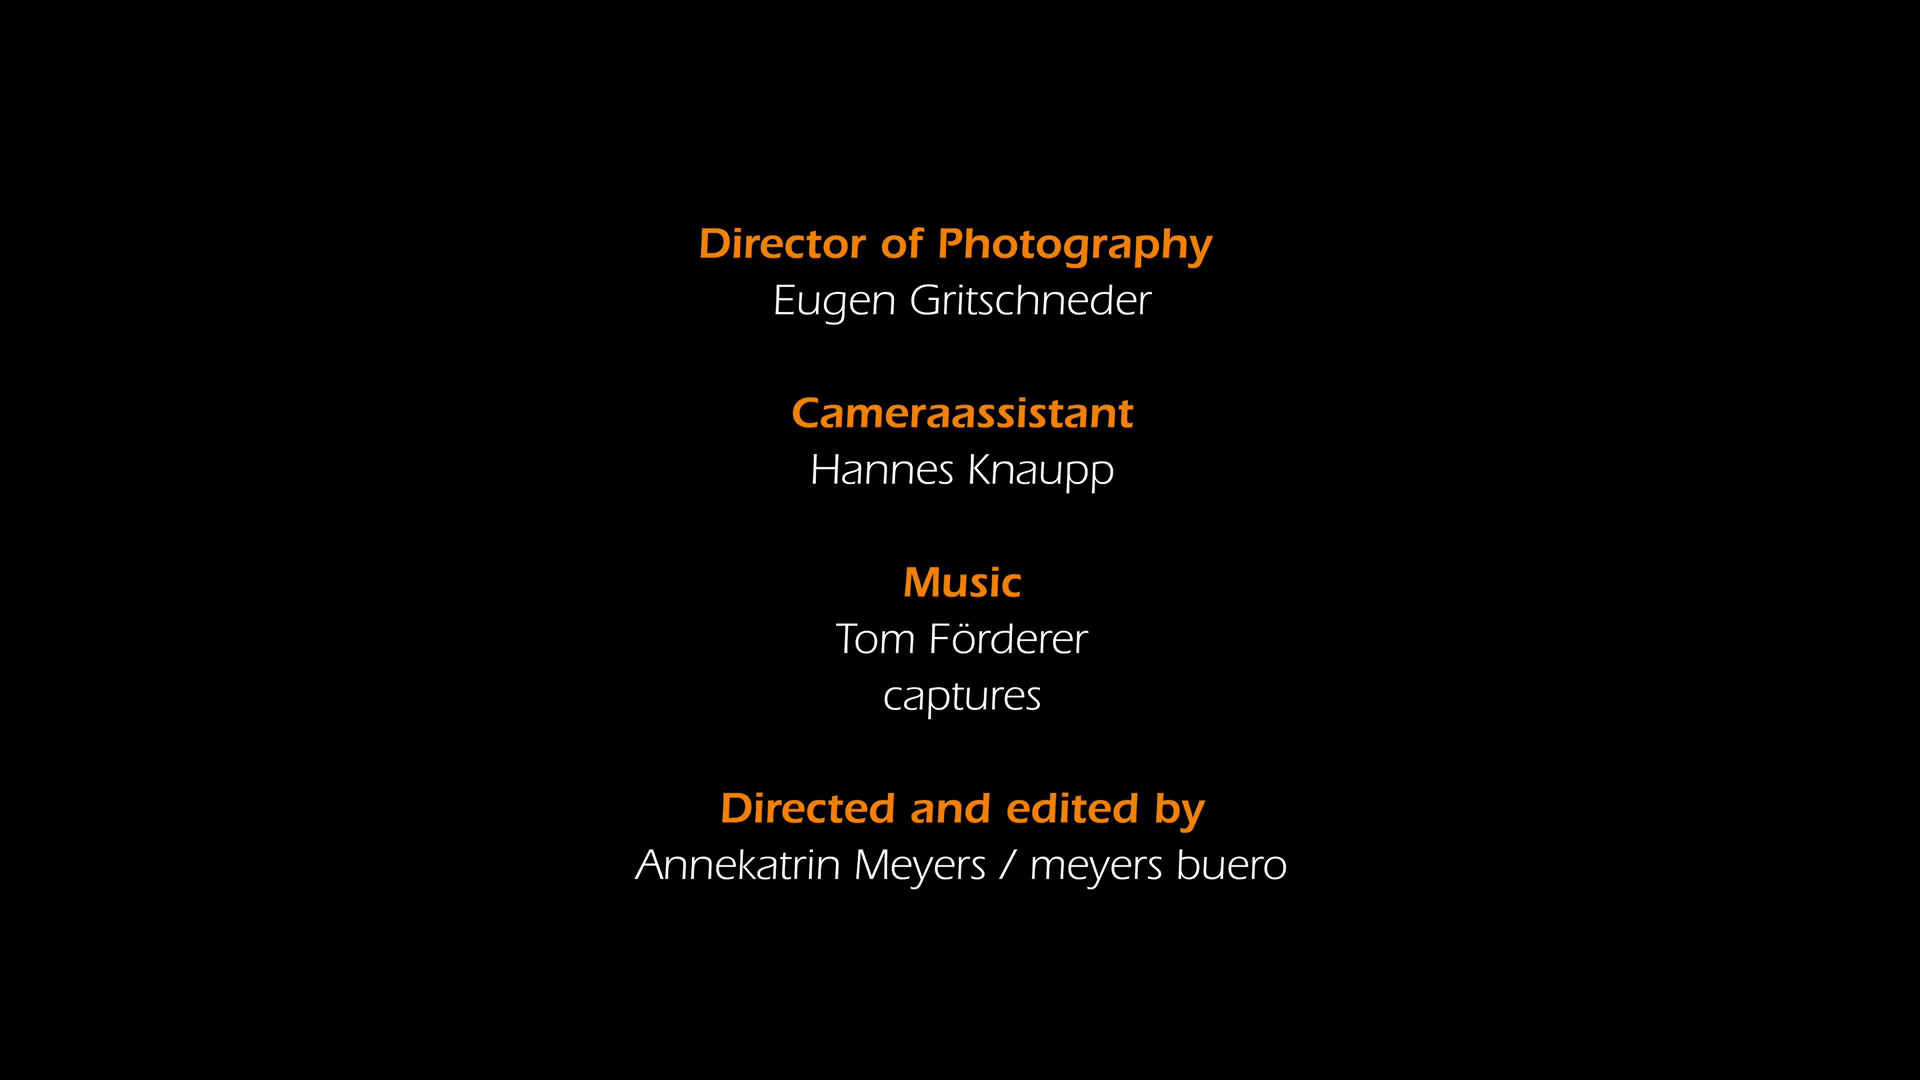 Director of Photography
Eugen Gritschneder
Cameraassistant
Hannes Knaupp
Music
Tom Förderer
captures
Directed and edited by
Annekatrin Meyers / meyers buero